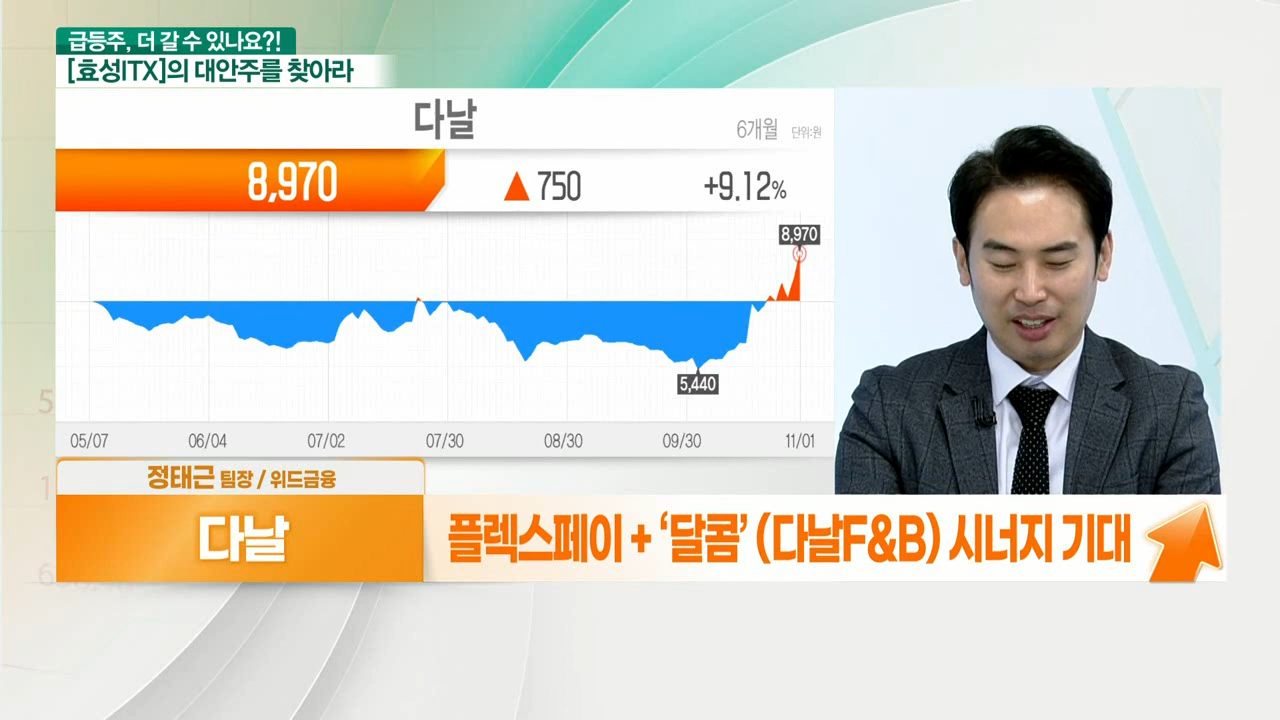 급등주, 더 갈 수 있나요?!
[효성ITX]의 대안주를 찾아라
다날
6개월 단위:원
8,970 ▲ 750 +9.12%
8,970
5,440
05/07 06/04 07/02 07/30 08/30 09/30 11/01
정태근 팀장 / 위드금융
다날
플렉스페이 + ‘달콤’ (다날F&B) 시너지 기대